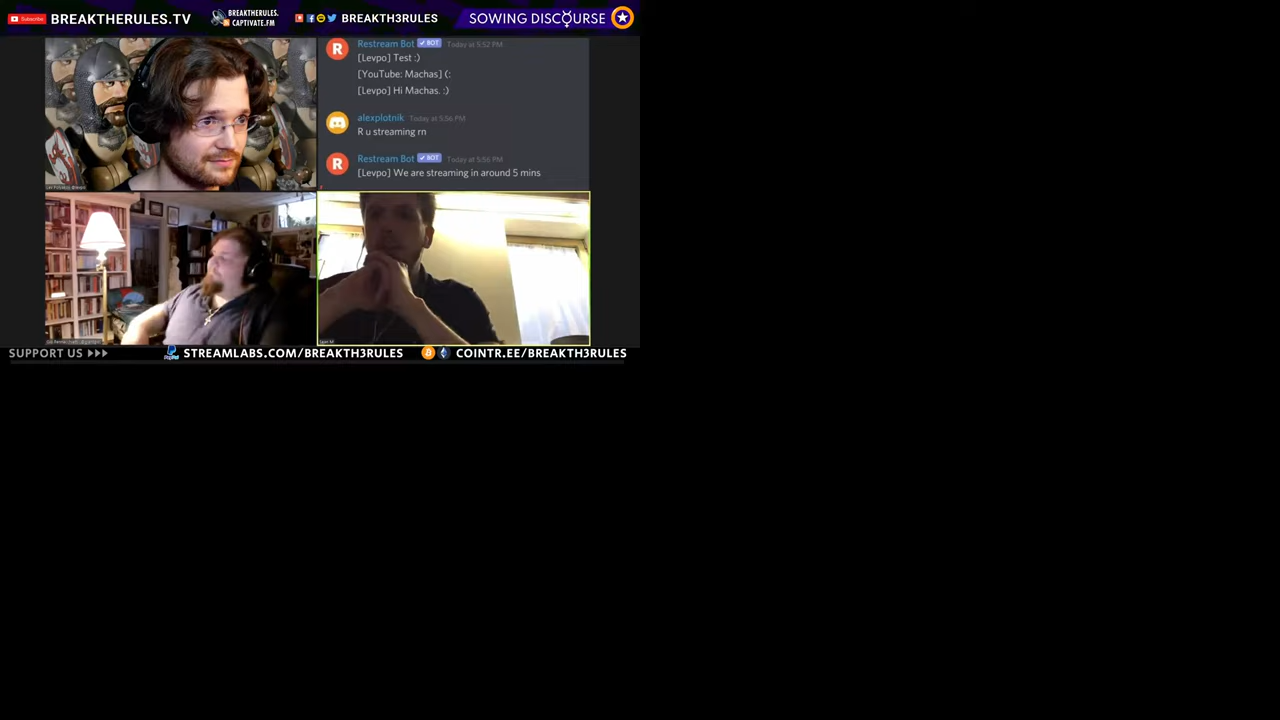 Subscribe
BREAKTHERULES.TV
BREAKTHERULES.
CAPTIVATE.FM
BREAKTH3RULES
SOWING DISCOURSE
Restream Bot ✔ BOT Today at 5:52 PM
[Levpo] Test :)
[YouTube: Machas] (:
[Levpo] Hi Machas. :)
alexplotnik Today at 5:56 PM
R u streaming rn
Restream Bot ✔ BOT Today at 5:56 PM
[Levpo] We are streaming in around 5 mins
SUPPORT US
PayPal
STREAMLABS.COM/BREAKTH3RULES
COINTR.EE/BREAKTH3RULES